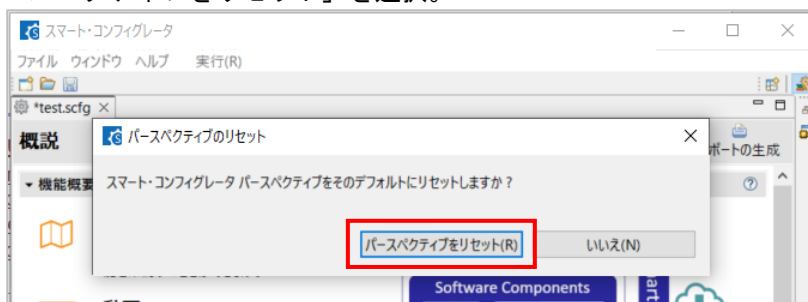 」を選択。
スマート・コンフィグレータ
ファイル ウィンドウ ヘルプ 実行(R)
*test.scfg
概説
ポートの生成
パースペクティブのリセット
スマート・コンフィグレータ パースペクティブをそのデフォルトにリセットしますか?
機能概要
パースペクティブをリセット(R) いいえ(N)
Software Components